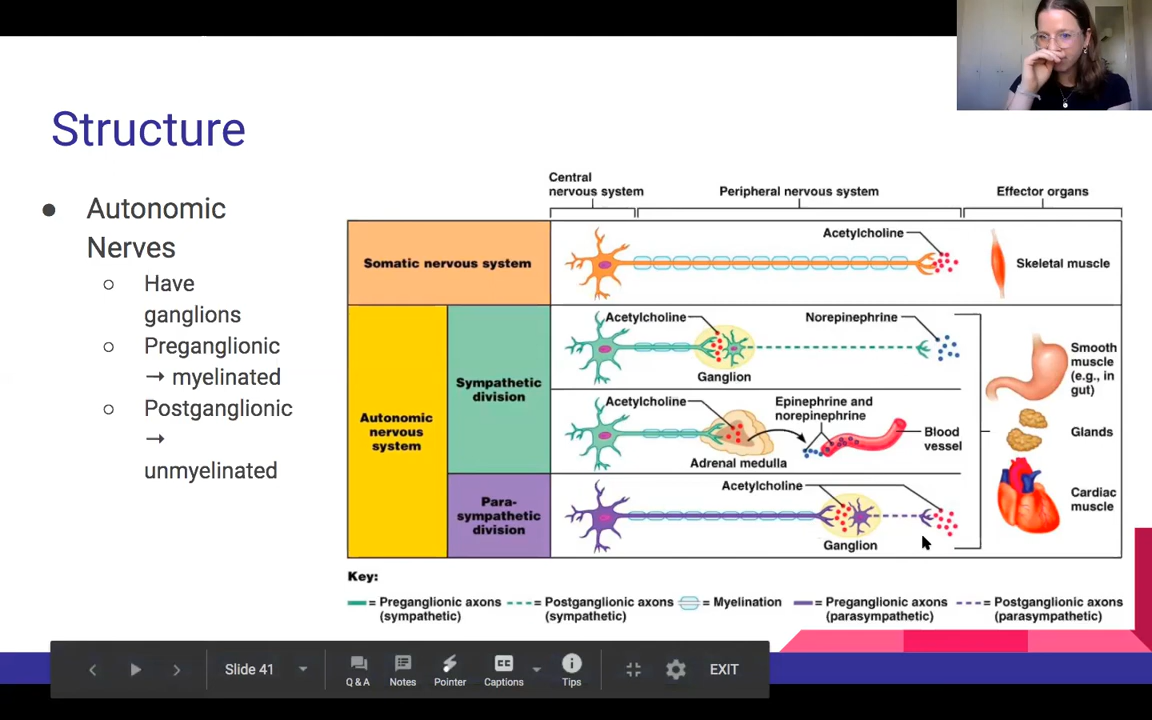 Structure
● Autonomic
Nerves
○ Have
ganglions
○ Preganglionic
→ myelinated
○ Postganglionic
→
unmyelinated
Central
nervous system
Peripheral nervous system
Effector organs
Somatic nervous system
Acetylcholine
Skeletal muscle
Autonomic
nervous
system
Sympathetic
division
Acetylcholine
Norepinephrine
Ganglion
Acetylcholine
Epinephrine and
norepinephrine
Adrenal medulla
Blood
vessel
Para-
sympathetic
division
Acetylcholine
Ganglion
Smooth
muscle
(e.g., in
gut)
Glands
Cardiac
muscle
Key:
= Preganglionic axons
(sympathetic)
= Postganglionic axons
(sympathetic)
= Myelination
= Preganglionic axons
(parasympathetic)
= Postganglionic axons
(parasympathetic)
Slide 41
Q & A
Notes
Pointer
CC
Captions
Tips
EXIT